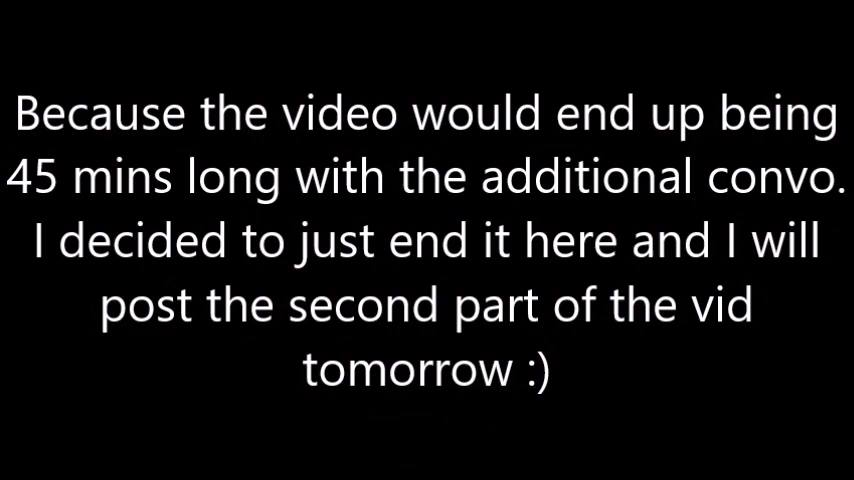 Because the video would end up being
45 mins long with the additional convo.
I decided to just end it here and I will
post the second part of the vid
tomorrow :)